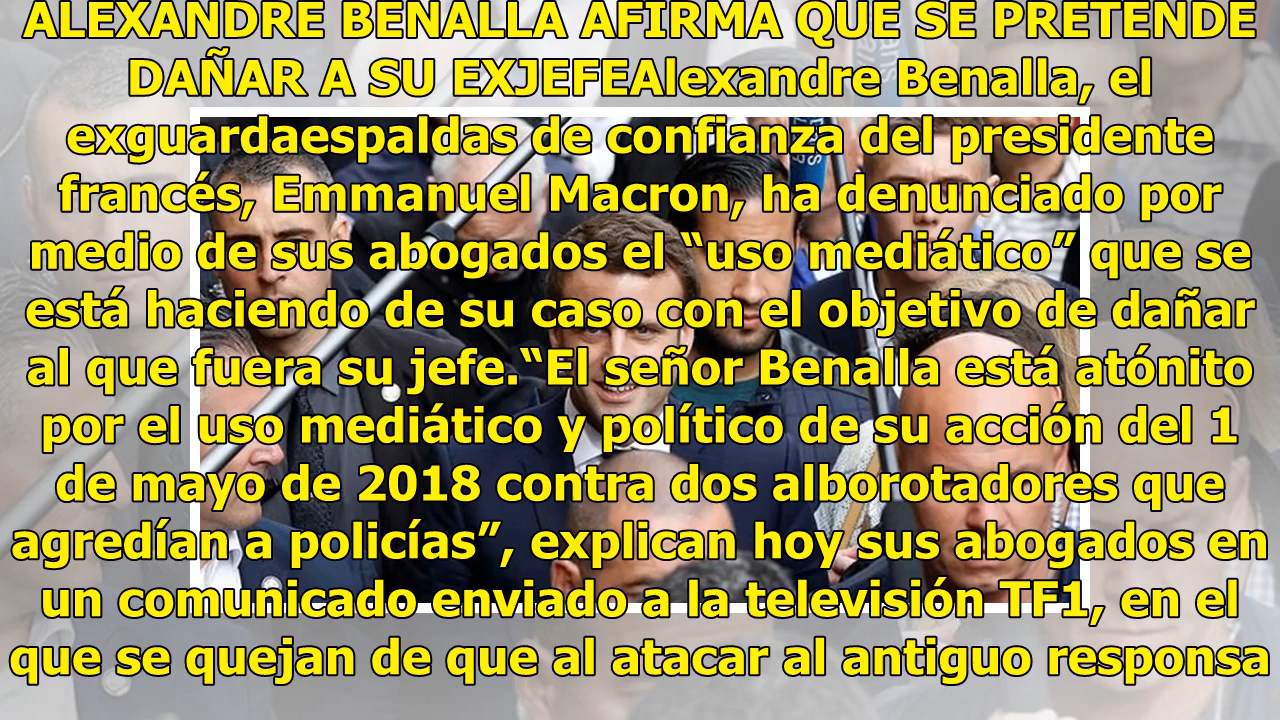 ALEXANDRE BENALLA AFIRMA QUE SE PRETENDE
DAÑAR A SU EXJEFEAlexandre Benalla, el
exguardaespaldas de confianza del presidente
francés, Emmanuel Macron, ha denunciado por
medio de sus abogados el “uso mediático” que se
está haciendo de su caso con el objetivo de dañar
al que fuera su jefe.“El señor Benalla está atónito
por el uso mediático y político de su acción del 1
de mayo de 2018 contra dos alborotadores que
agredían a policías”, explican hoy sus abogados en
un comunicado enviado a la televisión TF1, en el
que se quejan de que al atacar al antiguo responsa